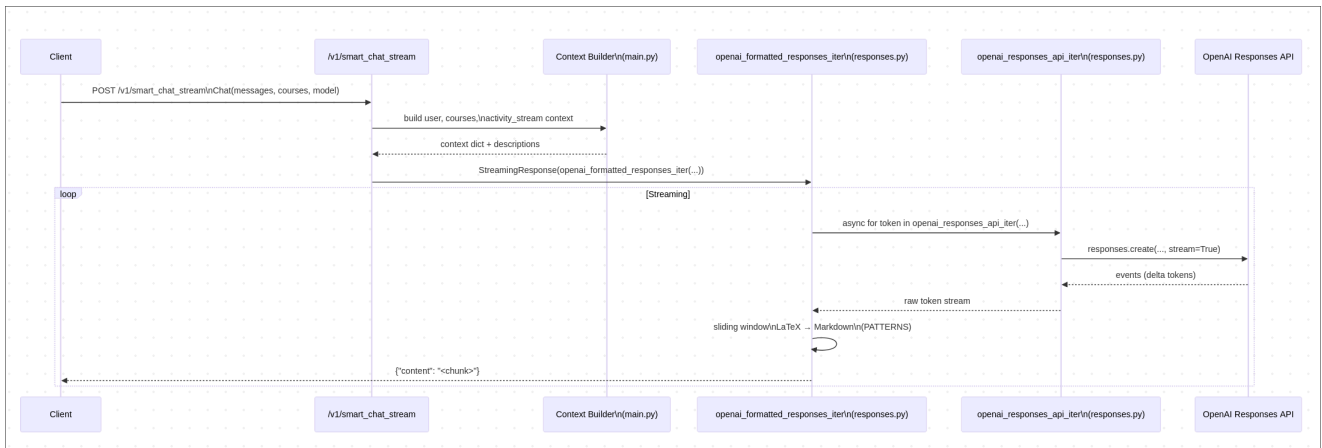 Client
/v1/smart_chat_stream
Context Builder\n(main.py)
openai_formatted_responses_iter\n(responses.py)
openai_responses_api_iter\n(responses.py)
OpenAI Responses API
POST /v1/smart_chat_stream\nChat(messages, courses, model)
build user, courses,\nactivity_stream context
context dict + descriptions
StreamingResponse(openai_formatted_responses_iter(...))
loop
[Streaming]
async for token in openai_responses_api_iter(...)
responses.create(..., stream=True)
events (delta tokens)
raw token stream
sliding window\nLaTeX → Markdown\n(PATTERNS)
{"content": "<chunk>"}
Client
/v1/smart_chat_stream
Context Builder\n(main.py)
openai_formatted_responses_iter\n(responses.py)
openai_responses_api_iter\n(responses.py)
OpenAI Responses API